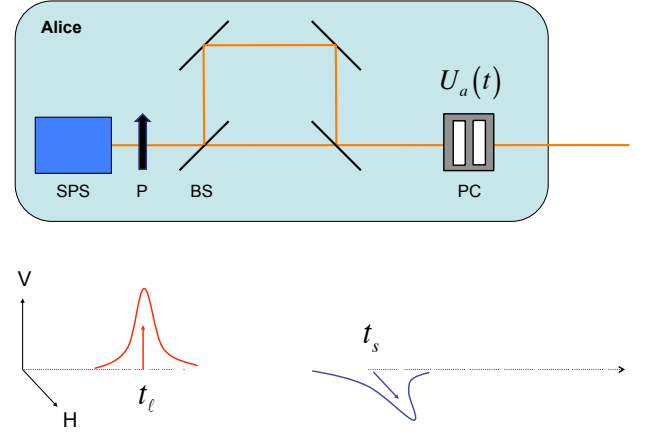 Alice
U_a(t)
SPS P BS PC
V
t_s
t_ℓ
H